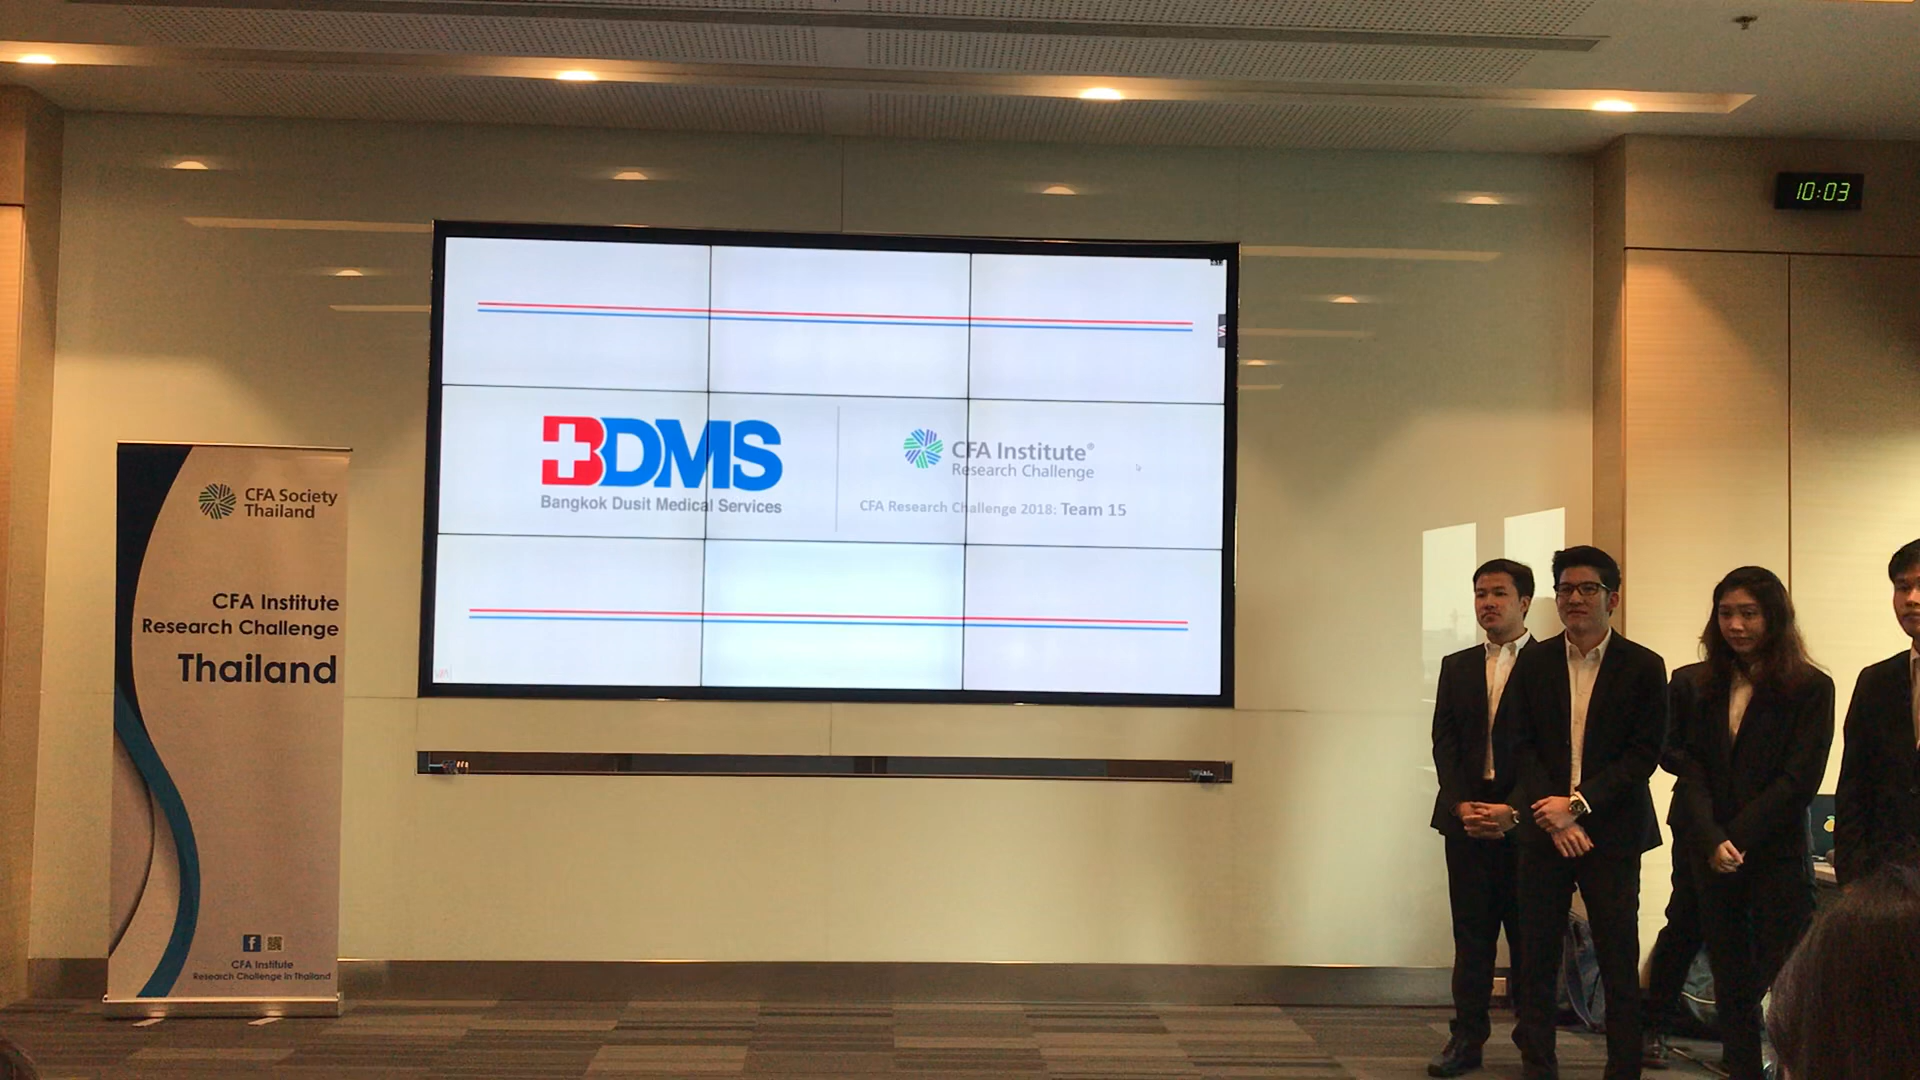 10:03
BDMS
Bangkok Dusit Medical Services
CFA Institute®
Research Challenge
CFA Research Challenge 2018: Team 15
CFA Society
Thailand
CFA Institute
Research Challenge
Thailand
f
CFA Institute
Research Challenge in Thailand